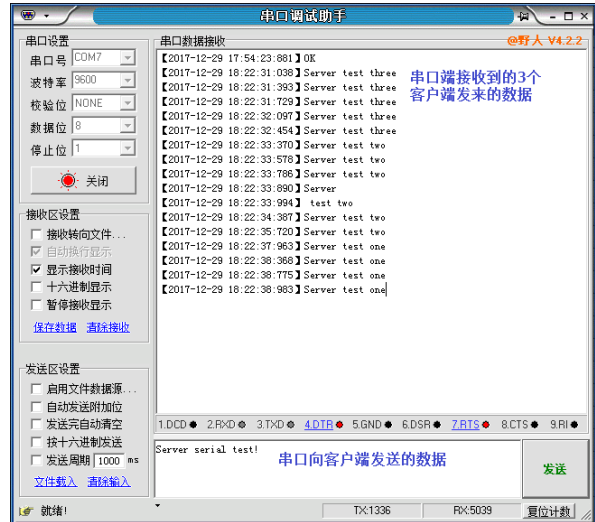 串口调试助手
串口设置
串口号 COM7
波特率 9600
校验位 NONE
数据位 8
停止位 1
关闭
接收区设置
接收转向文件...
自动换行显示
显示接收时间
十六进制显示
暂停接收显示
保存数据 清除接收
发送区设置
启用文件数据源...
自动发送附加位
发送完自动清空
按十六进制发送
发送周期 1000 ms
文件载入 清除输入
串口数据接收
@野人 V4.2.2
【2017-12-29 17:54:23:881】OK
【2017-12-29 18:22:31:038】Server test three
【2017-12-29 18:22:31:393】Server test three
【2017-12-29 18:22:31:729】Server test three
【2017-12-29 18:22:32:097】Server test three
【2017-12-29 18:22:32:454】Server test three
【2017-12-29 18:22:33:370】Server test two
【2017-12-29 18:22:33:578】Server test two
【2017-12-29 18:22:33:786】Server test two
【2017-12-29 18:22:33:890】Server
【2017-12-29 18:22:33:994】 test two
【2017-12-29 18:22:34:387】Server test two
【2017-12-29 18:22:35:720】Server test two
【2017-12-29 18:22:37:963】Server test one
【2017-12-29 18:22:38:368】Server test one
【2017-12-29 18:22:38:775】Server test one
【2017-12-29 18:22:38:983】Server test one
串口端接收到的3个
客户端发来的数据
1.DCD 2.RXD 3.TXD 4.DTR 5.GND 6.DSR 7.RTS 8.CTS 9.RI
Server serial test!
串口向客户端发送的数据
发送
就绪! TX:1336 RX:5039 复位计数